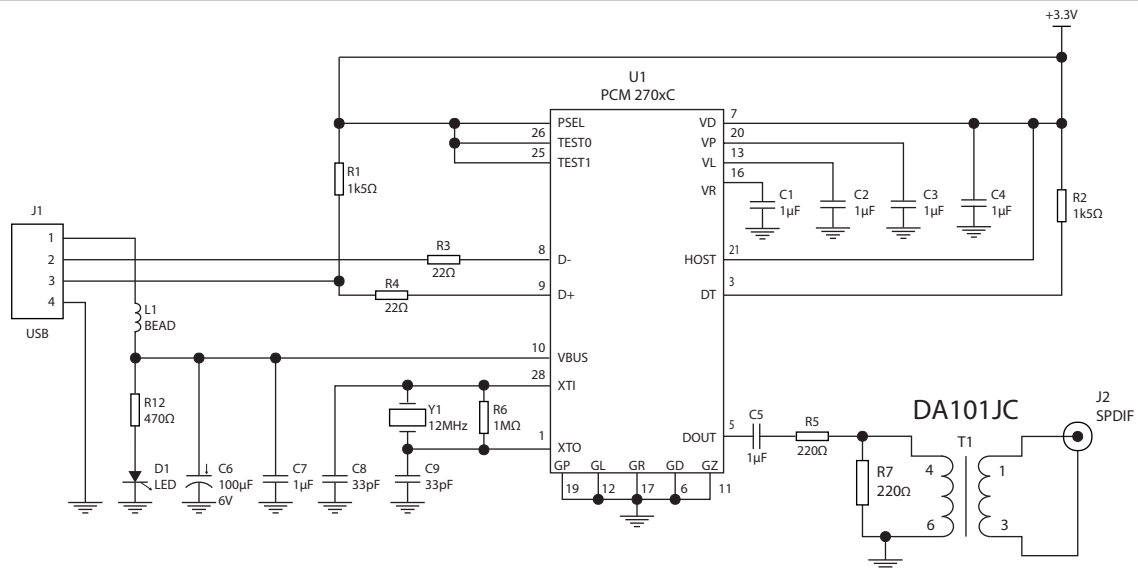 +3.3V
U1
PCM 270xC
PSEL
26
TEST0
25
TEST1
7
VD
20
VP
13
VL
16
VR
R1
1k5Ω
C1
1µF
C2
1µF
C3
1µF
C4
1µF
R2
1k5Ω
J1
1
2
3
4
USB
R3
22Ω
8
D-
R4
22Ω
9
D+
HOST
21
DT
3
L1
BEAD
10
VBUS
28
XTI
R12
470Ω
Y1
12MHz
R6
1MΩ
1
XTO
D1
LED
C6
100µF
6V
C7
1µF
C8
33pF
C9
33pF
GP
GL
GR
GD
GZ
19
12
17
6
11
DOUT
5
C5
1µF
R5
220Ω
R7
220Ω
DA101JC
T1
4
6
1
3
J2
SPDIF